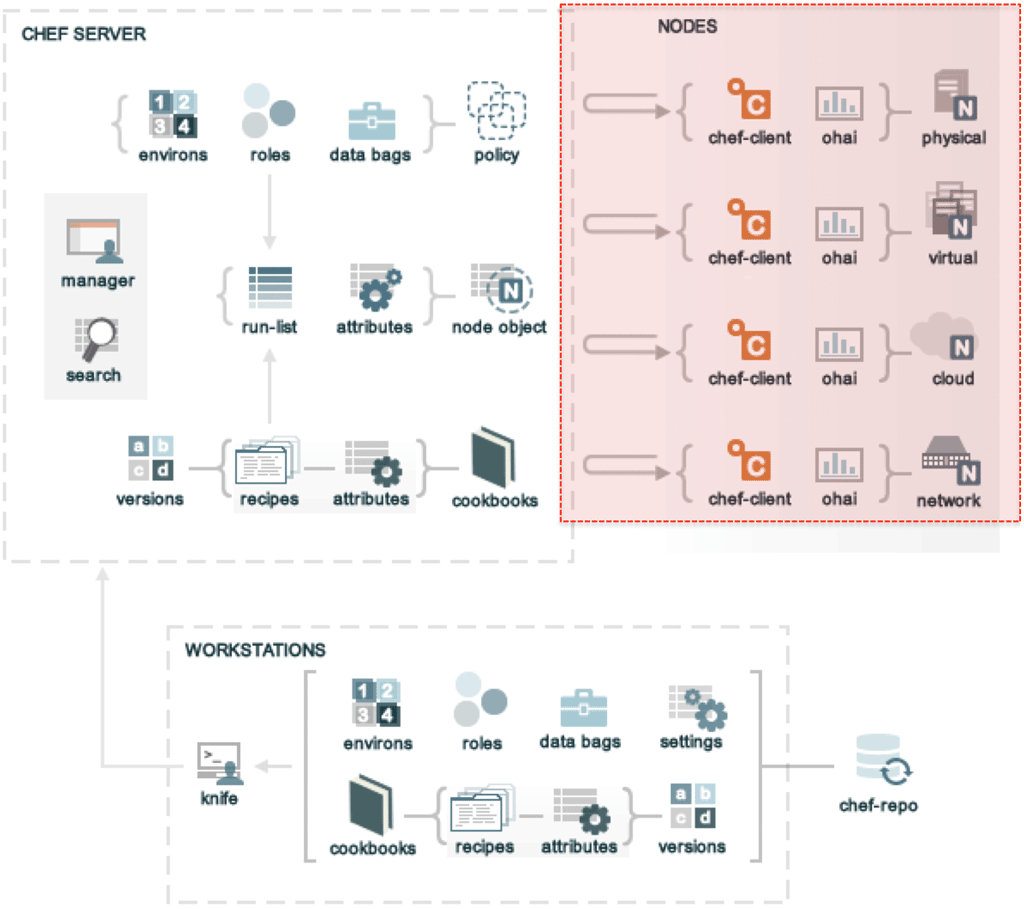 CHEF SERVER
1 2
3 4
environs
roles
data bags
policy
manager
search
run-list
attributes
N
node object
a b
c d
versions
recipes
attributes
cookbooks
NODES
C
chef-client
ohai
N
physical
C
chef-client
ohai
N
virtual
C
chef-client
ohai
N
cloud
C
chef-client
ohai
N
network
WORKSTATIONS
>_
knife
1 2
3 4
environs
roles
data bags
settings
cookbooks
recipes
attributes
a b
c d
versions
chef-repo